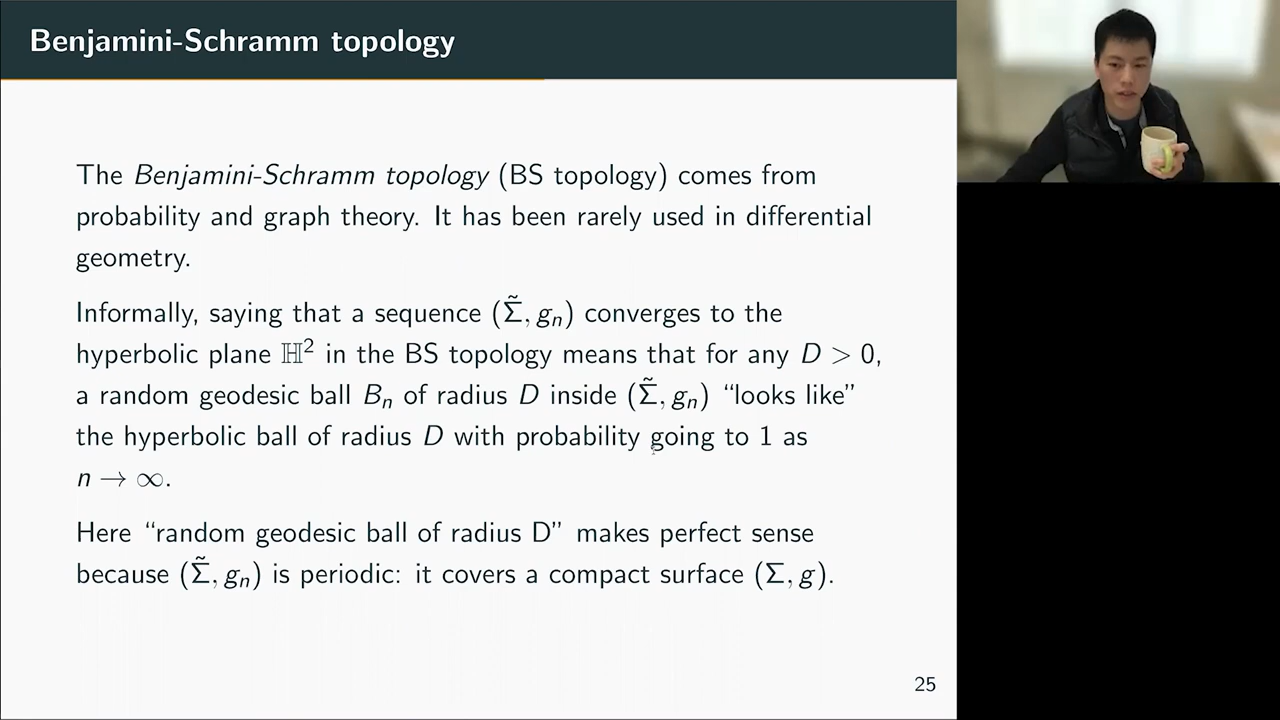 Benjamini-Schramm topology
The Benjamini-Schramm topology (BS topology) comes from
probability and graph theory. It has been rarely used in differential
geometry.
Informally, saying that a sequence (Σ̃, gₙ) converges to the
hyperbolic plane ℍ² in the BS topology means that for any D > 0,
a random geodesic ball Bₙ of radius D inside (Σ̃, gₙ) “looks like”
the hyperbolic ball of radius D with probability going to 1 as
n → ∞.
Here “random geodesic ball of radius D” makes perfect sense
because (Σ̃, gₙ) is periodic: it covers a compact surface (Σ, g).
25